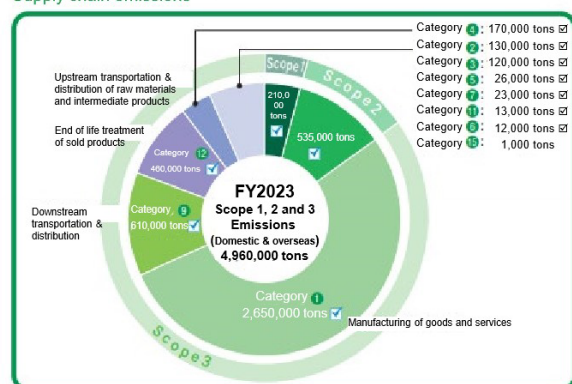 Supply chain emissions
Category 4: 170,000 tons ☑
Category 2: 130,000 tons ☑
Category 3: 120,000 tons ☑
Category 5: 26,000 tons ☑
Category 7: 23,000 tons ☑
Category 11: 13,000 tons ☑
Category 6: 12,000 tons ☑
Category 15: 1,000 tons
Scope1
Scope2
Upstream transportation &
distribution of raw materials
and intermediate products
210,0
00
tons
☑
535,000 tons
☑
End of life treatment
of sold products
Category 12
460,000 tons ☑
FY2023
Scope 1, 2 and 3
Emissions
(Domestic & overseas)
4,960,000 tons
Downstream
transportation &
distribution
Category, 9
610,000 tons ☑
Category 1
2,650,000 tons ☑
Manufacturing of goods and services
Scope3